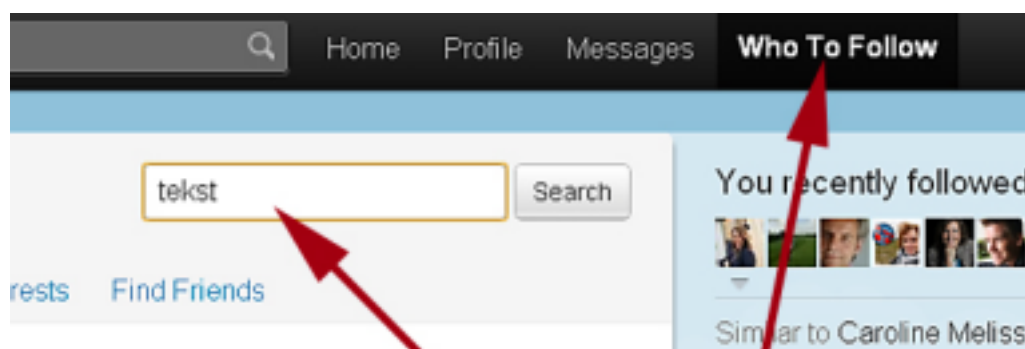 Home Profile Messages Who To Follow
tekst Search
You recently followed
rests Find Friends
Similar to Caroline Meliss